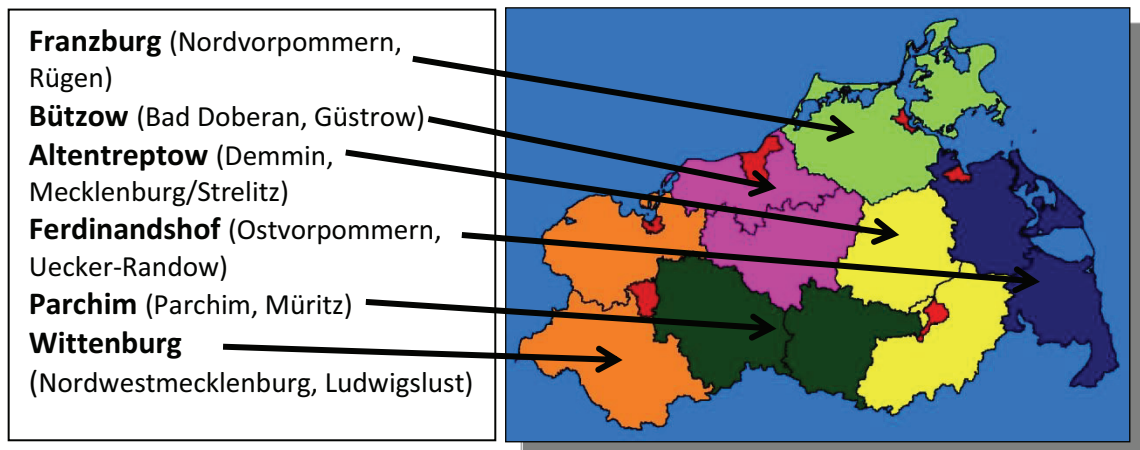 Franzburg (Nordvorpommern,
Rügen)
Bützow (Bad Doberan, Güstrow)
Altentreptow (Demmin,
Mecklenburg/Strelitz)
Ferdinandshof (Ostvorpommern,
Uecker-Randow)
Parchim (Parchim, Müritz)
Wittenburg
(Nordwestmecklenburg, Ludwigslust)